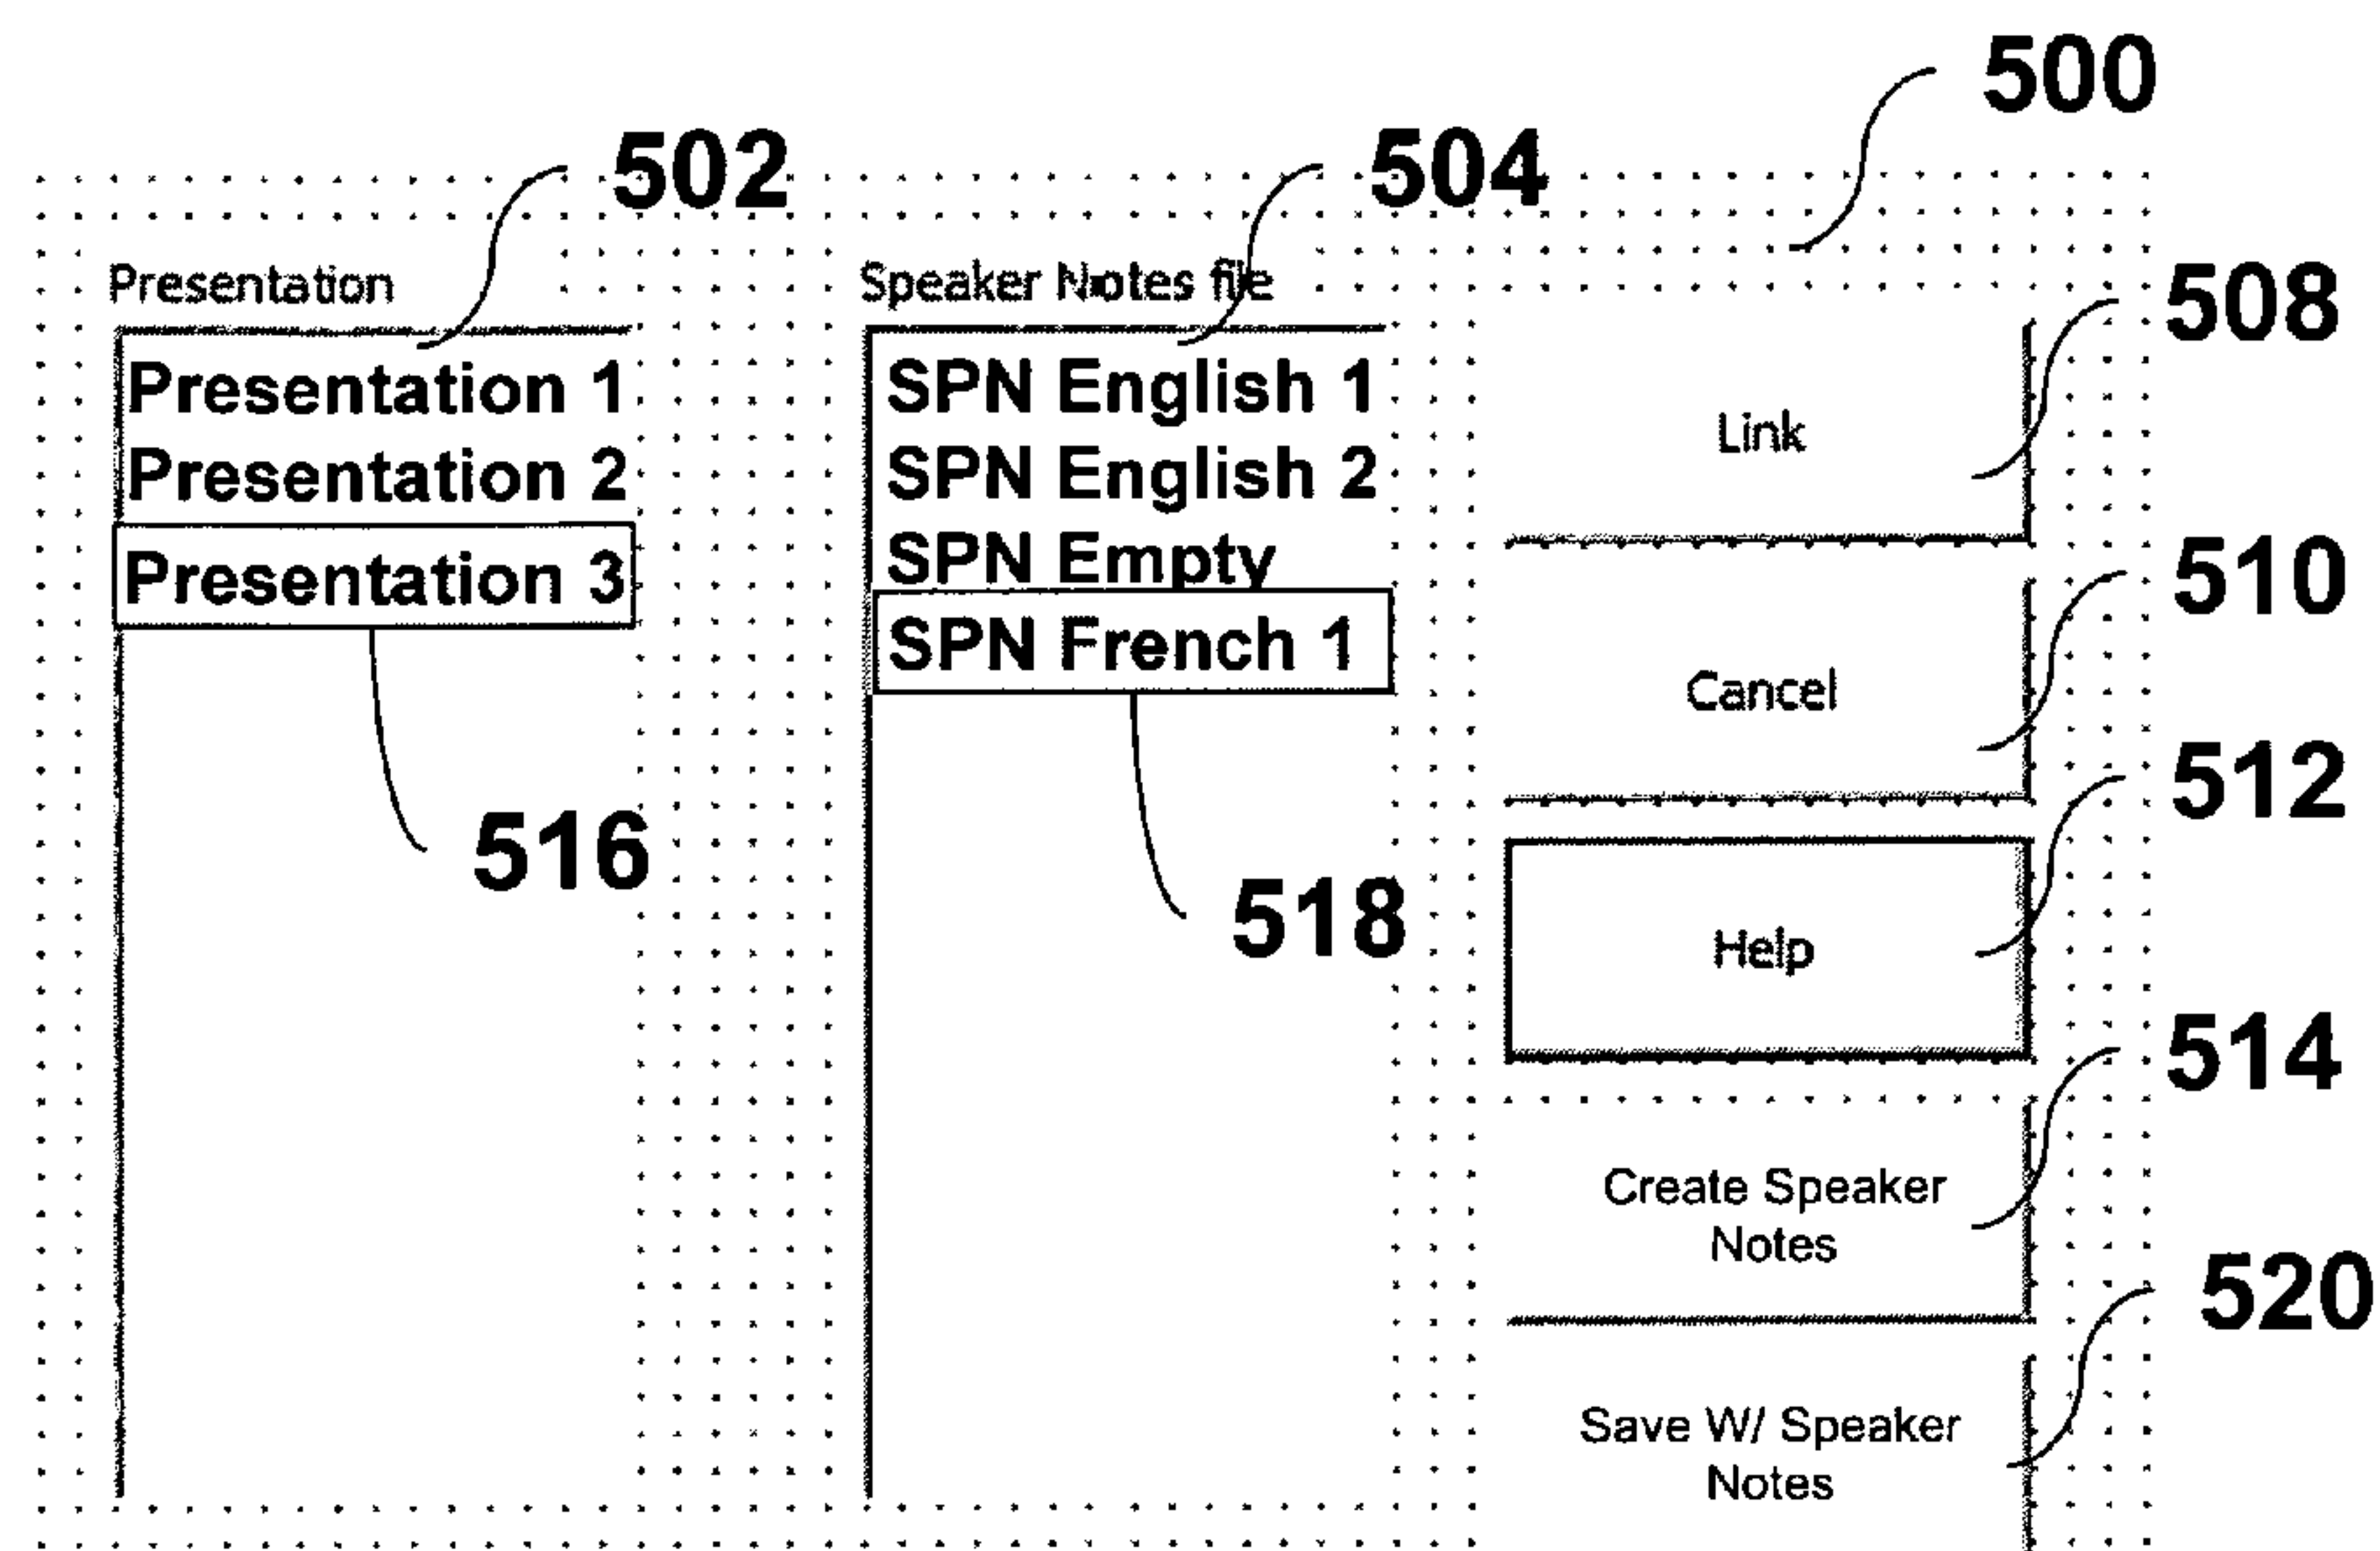 500
502
504
Presentation
Speaker Notes file
508
Presentation 1
SPN English 1
Link
Presentation 2
SPN English 2
SPN Empty
510
Presentation 3
SPN French 1
Cancel
512
516
518
Help
514
Create Speaker
Notes
520
Save W/ Speaker
Notes